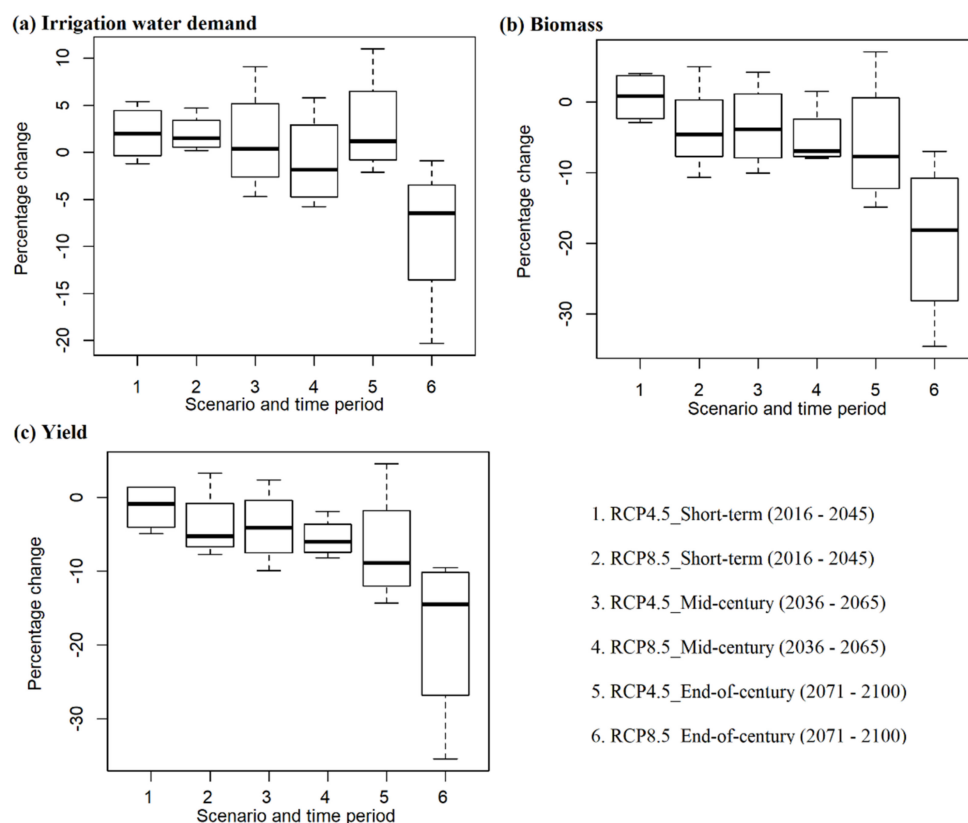 (a) Irrigation water demand
10
5
0
-5
-10
-15
-20
Percentage change
1 2 3 4 5 6
Scenario and time period
(b) Biomass
0
-10
-20
-30
Percentage change
1 2 3 4 5 6
Scenario and time period
(c) Yield
0
-10
-20
-30
Percentage change
1 2 3 4 5 6
Scenario and time period
1. RCP4.5_Short-term (2016 - 2045)
2. RCP8.5_Short-term (2016 - 2045)
3. RCP4.5_Mid-century (2036 - 2065)
4. RCP8.5_Mid-century (2036 - 2065)
5. RCP4.5_End-of-century (2071 - 2100)
6. RCP8.5_End-of-century (2071 - 2100)